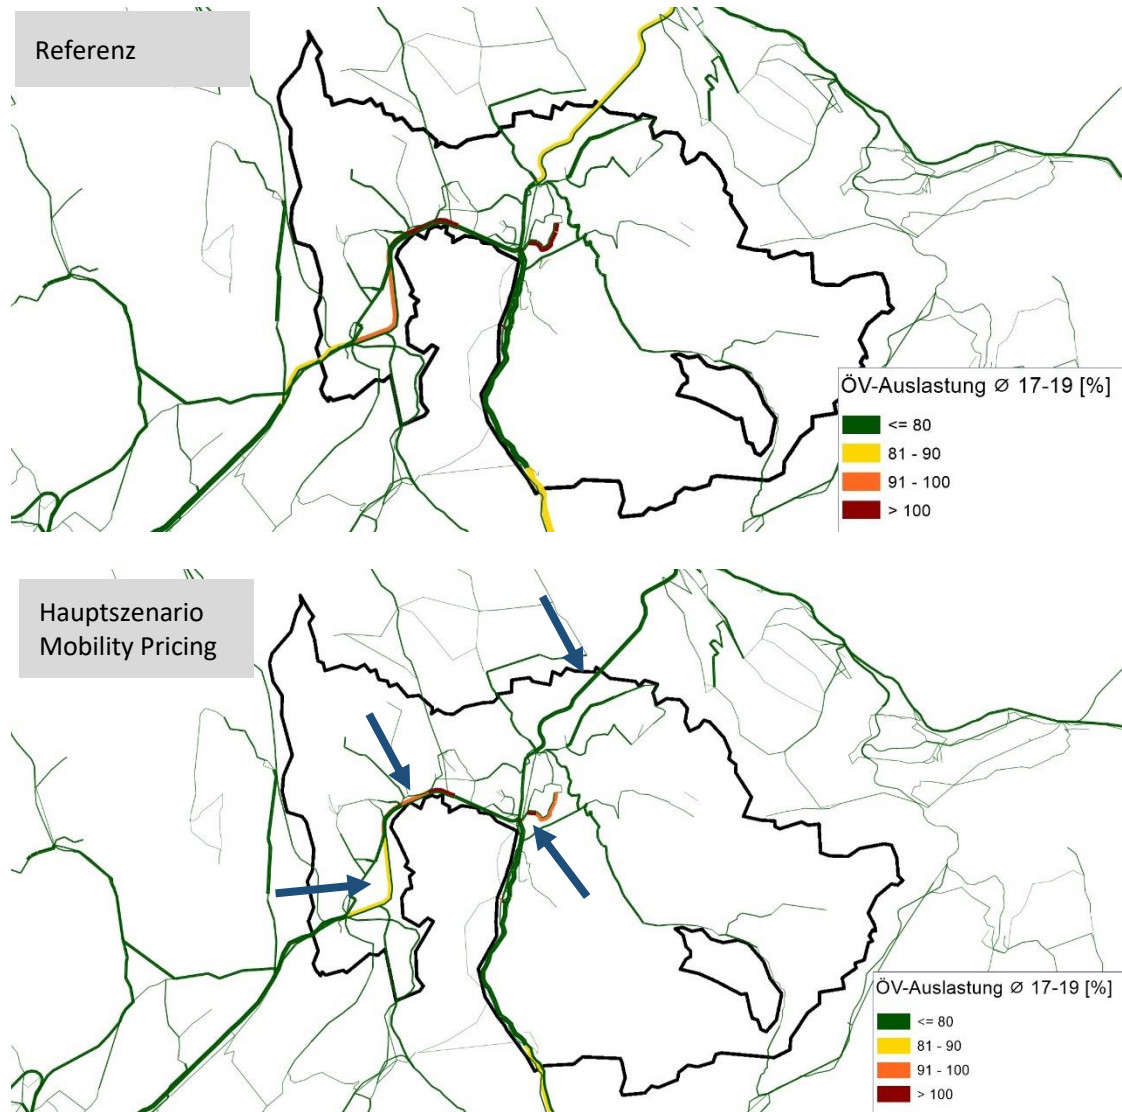 Referenz
ÖV-Auslastung ⌀ 17-19 [%]
<= 80
81 - 90
91 - 100
> 100
Hauptszenario
Mobility Pricing
ÖV-Auslastung ⌀ 17-19 [%]
<= 80
81 - 90
91 - 100
> 100